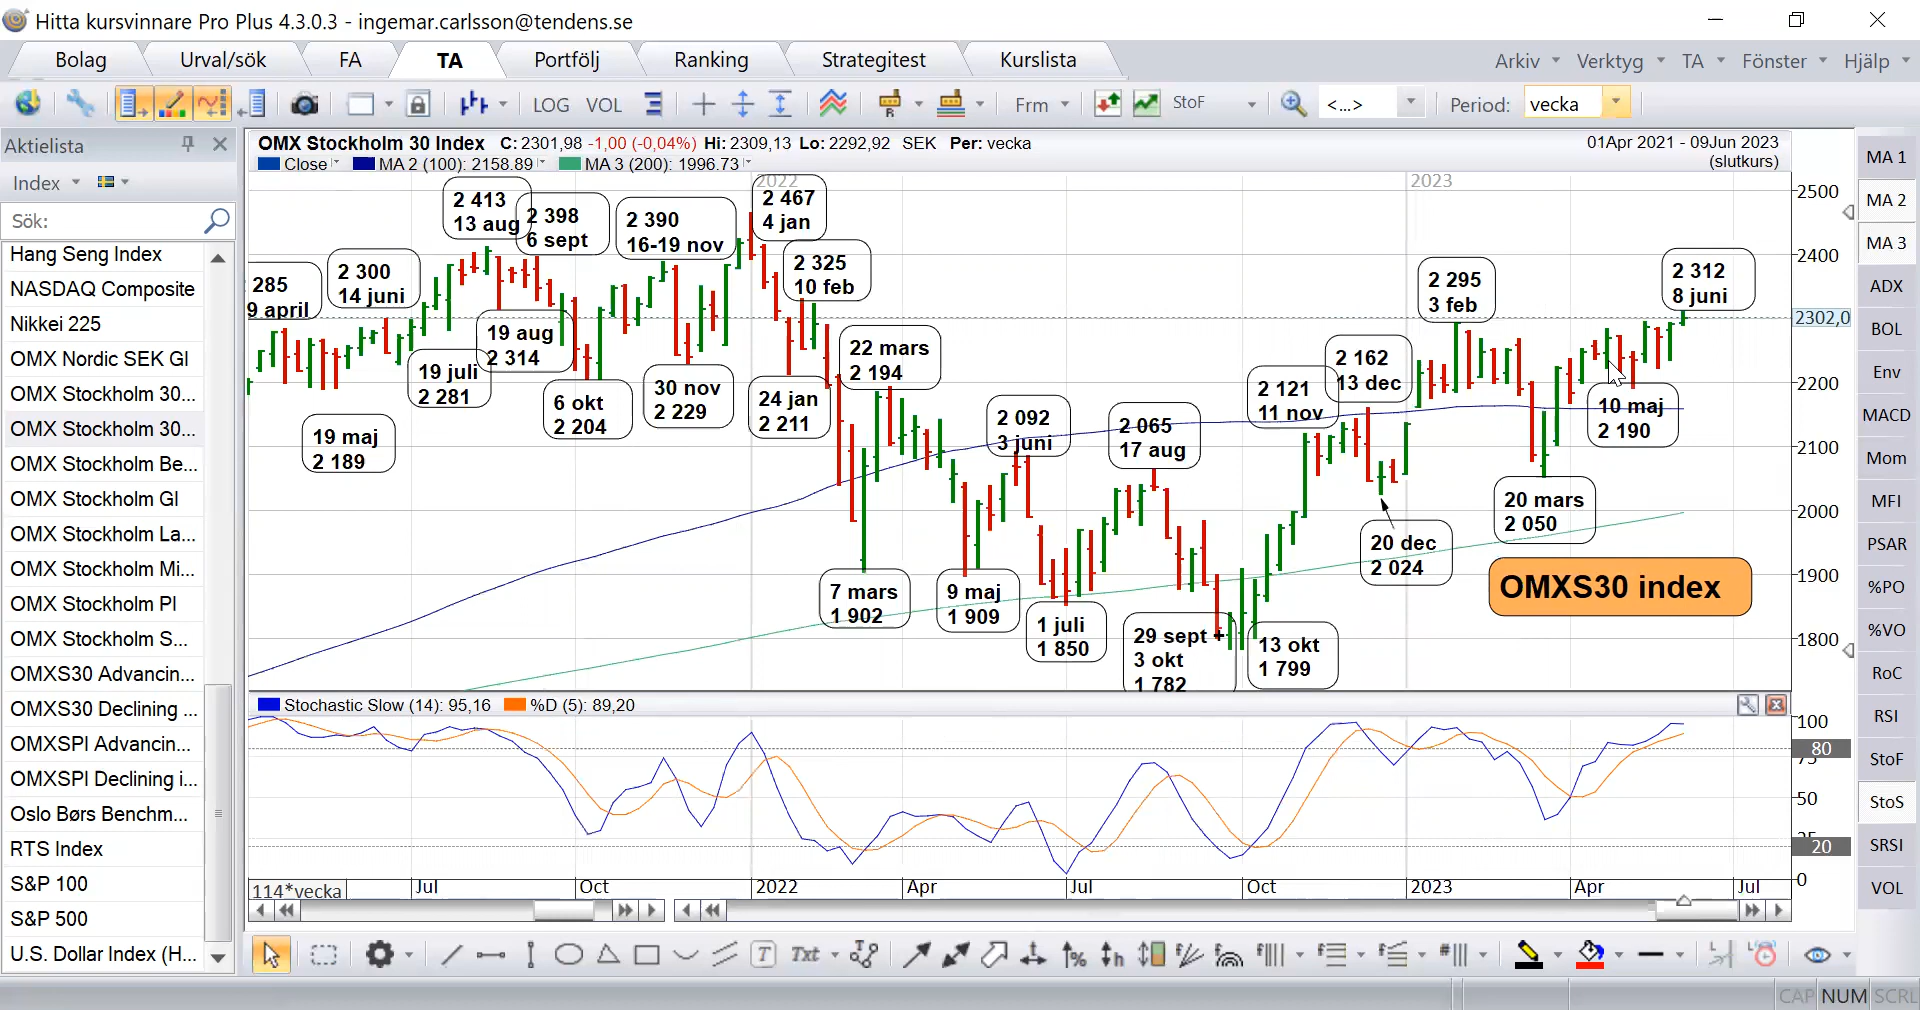 Hitta kursvinnare Pro Plus 4.3.0.3 - ingemar.carlsson@tendens.se
Bolag Urval/sök FA TA Portfölj Ranking Strategitest Kurslista Arkiv Verktyg TA Fönster Hjälp
LOG VOL R Frm StoF <...> Period: vecka
Aktielista
Index
Sök:
Hang Seng Index
NASDAQ Composite
Nikkei 225
OMX Nordic SEK GI
OMX Stockholm 30...
OMX Stockholm 30...
OMX Stockholm Be...
OMX Stockholm GI
OMX Stockholm La...
OMX Stockholm Mi...
OMX Stockholm PI
OMX Stockholm S...
OMXS30 Advancin...
OMXS30 Declining ...
OMXSPI Advancin...
OMXSPI Declining i...
Oslo Børs Benchm...
RTS Index
S&P 100
S&P 500
U.S. Dollar Index (H...
OMX Stockholm 30 Index C: 2301,98 -1,00 (-0,04%) Hi: 2309,13 Lo: 2292,92 SEK Per: vecka
01Apr 2021 - 09Jun 2023
(slutkurs)
Close MA 2 (100): 2158.89 MA 3 (200): 1996.73
2022
2023
285
9 april
2 300
14 juni
2 413
13 aug
2 398
6 sept
2 390
16-19 nov
2 467
4 jan
2 325
10 feb
19 maj
2 189
19 juli
2 281
19 aug
2 314
6 okt
2 204
30 nov
2 229
24 jan
2 211
22 mars
2 194
7 mars
1 902
9 maj
1 909
2 092
3 juni
1 juli
1 850
2 065
17 aug
29 sept
3 okt
1 782
13 okt
1 799
2 121
11 nov
2 162
13 dec
20 dec
2 024
2 295
3 feb
20 mars
2 050
10 maj
2 190
2 312
8 juni
OMXS30 index
2500
2400
2302,0
2200
2100
2000
1900
1800
Stochastic Slow (14): 95,16 %D (5): 89,20
100
80
75
50
25
20
0
114*vecka Jul Oct 2022 Apr Jul Oct 2023 Apr Jul
MA 1
MA 2
MA 3
ADX
BOL
Env
MACD
Mom
MFI
PSAR
%PO
%VO
RoC
RSI
StoF
StoS
SRSI
VOL
T Txt
CAP NUM SCRL